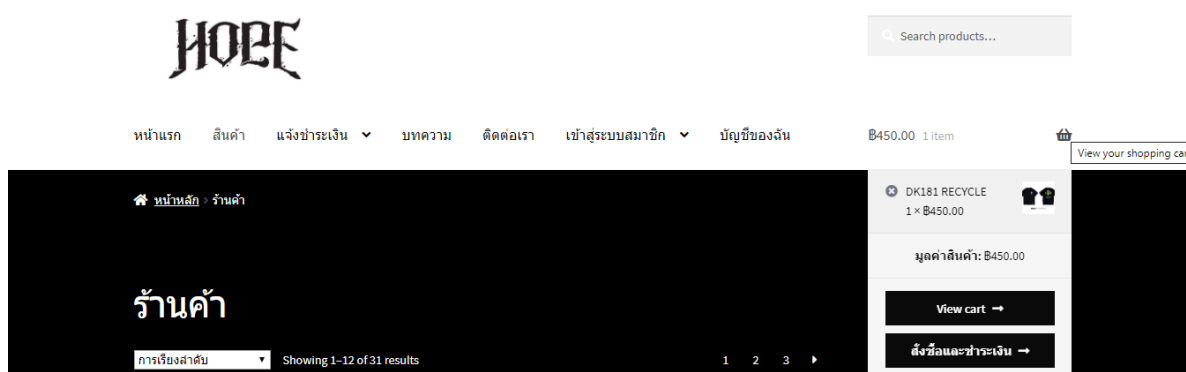 HOPE
Search products...
หน้าแรก สินค้า แจ้งชำระเงิน บทความ ติดต่อเรา เข้าสู่ระบบสมาชิก บัญชีของฉัน ฿450.00 1 item
View your shopping car
หน้าหลัก › ร้านค้า
DK181 RECYCLE
1 × ฿450.00
มูลค่าสินค้า: ฿450.00
ร้านค้า
View cart →
สั่งซื้อและชำระเงิน →
การเรียงลำดับ Showing 1–12 of 31 results 1 2 3